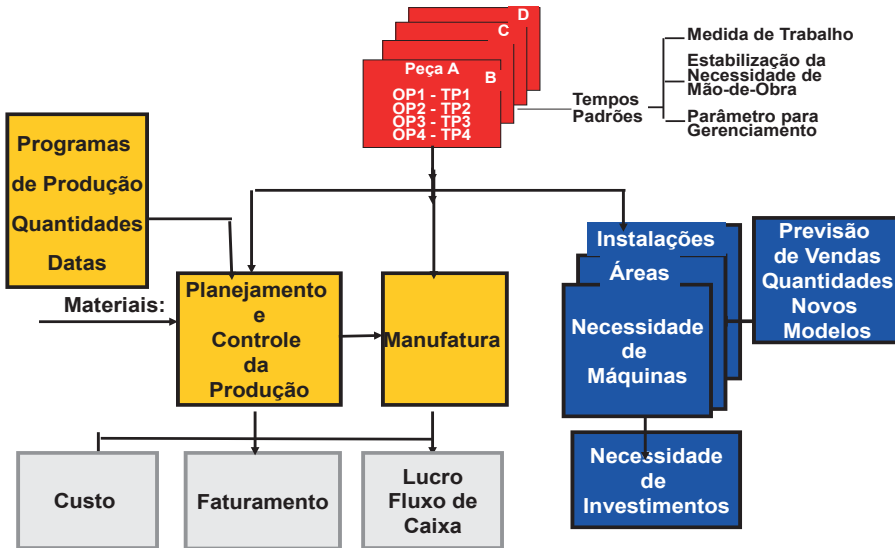 D
C
B
Peça A
OP1 - TP1
OP2 - TP2
OP3 - TP3
OP4 - TP4
Tempos
Padrões
Medida de Trabalho
Estabilização da
Necessidade de
Mão-de-Obra
Parâmetro para
Gerenciamento
Programas
de Produção
Quantidades
Datas
Materiais:
Planejamento
e
Controle
da
Produção
Manufatura
Instalações
Áreas
Necessidade
de
Máquinas
Previsão
de Vendas
Quantidades
Novos
Modelos
Custo
Faturamento
Lucro
Fluxo de
Caixa
Necessidade
de
Investimentos